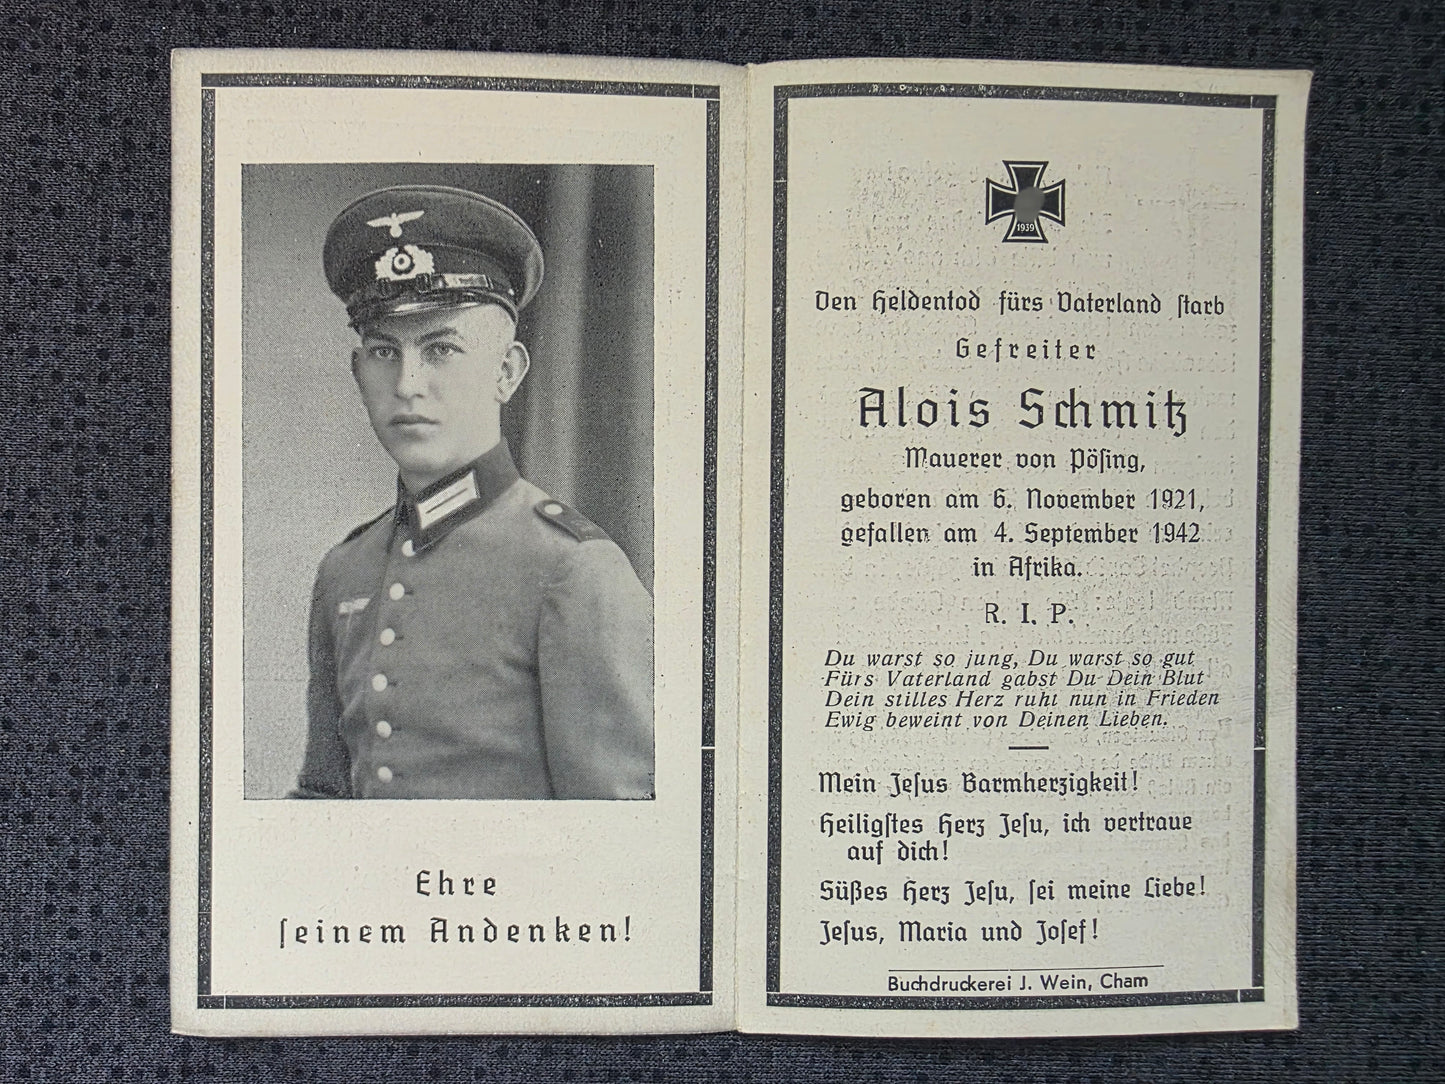 Ehre
seinem Andenken!
1939
Den Heldentod fürs Vaterland starb
Gefreiter
Alois Schmitz
Maurer von Pösing,
geboren am 6. November 1921,
gefallen am 4. September 1942
in Afrika.
R. I. P.
Du warst so jung, Du warst so gut
Fürs Vaterland gabst Du Dein Blut
Dein stilles Herz ruht nun in Frieden
Ewig beweint von Deinen Lieben.
Mein Jesus Barmherzigkeit!
Heiligstes Herz Jesu, ich vertraue
auf dich!
Süßes Herz Jesu, sei meine Liebe!
Jesus, Maria und Josef!
Buchdruckerei J. Wein, Cham